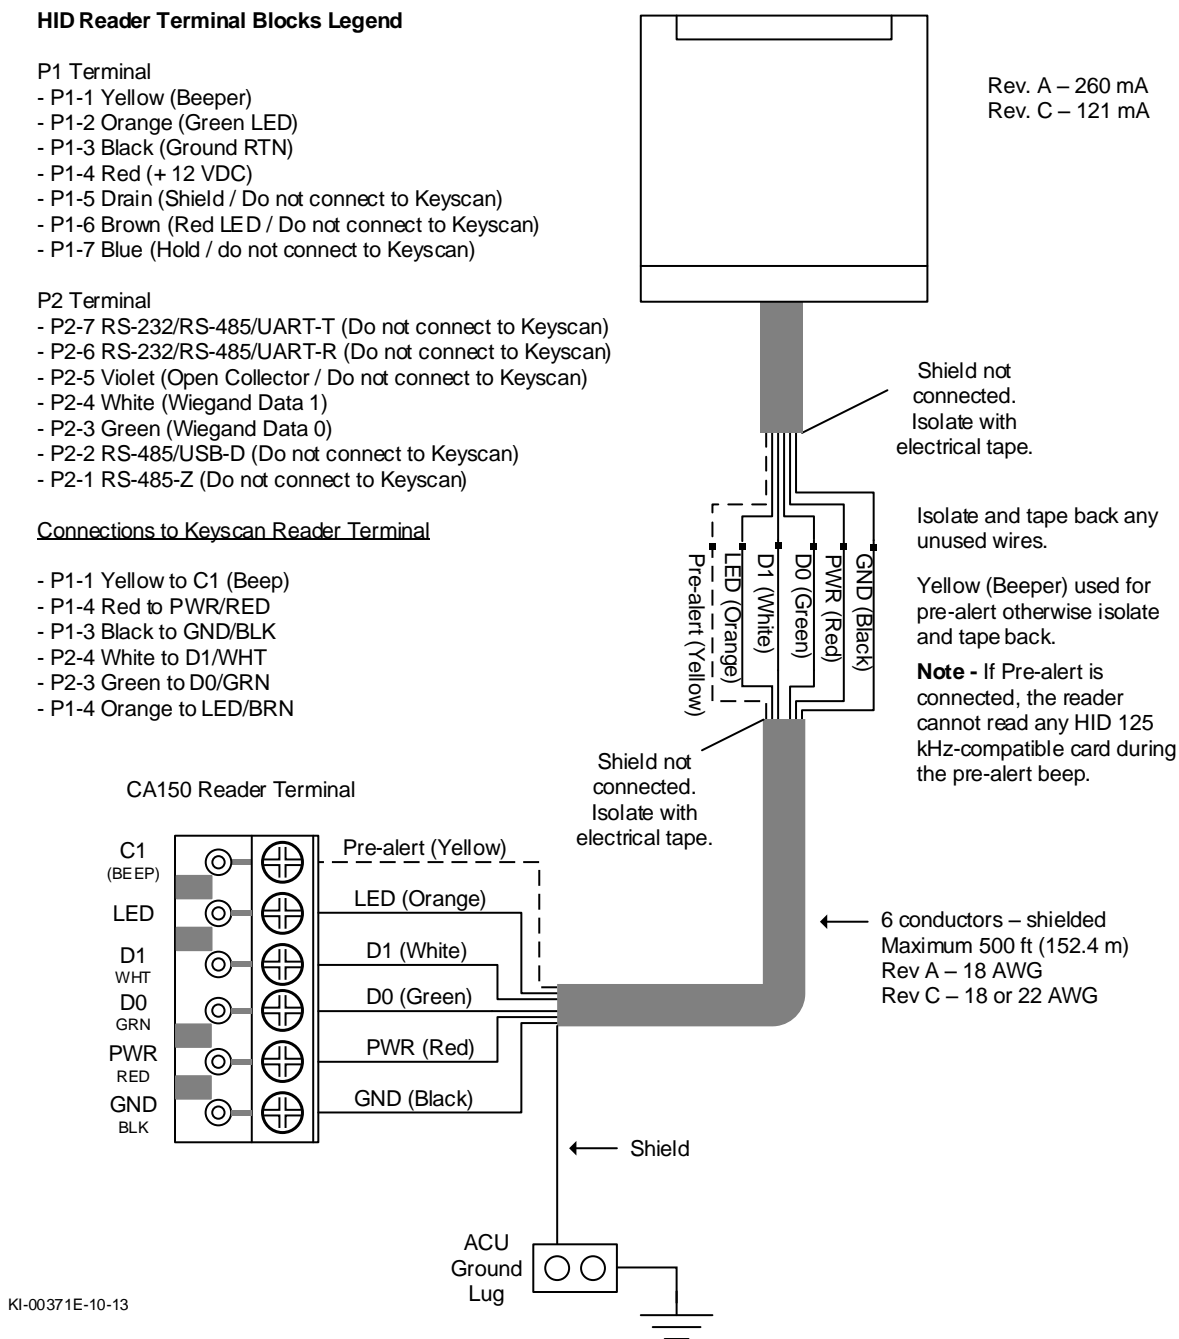 HID Reader Terminal Blocks Legend
P1 Terminal
- P1-1 Yellow (Beeper)
- P1-2 Orange (Green LED)
- P1-3 Black (Ground RTN)
- P1-4 Red (+ 12 VDC)
- P1-5 Drain (Shield / Do not connect to Keyscan)
- P1-6 Brown (Red LED / Do not connect to Keyscan)
- P1-7 Blue (Hold / do not connect to Keyscan)
P2 Terminal
- P2-7 RS-232/RS-485/UART-T (Do not connect to Keyscan)
- P2-6 RS-232/RS-485/UART-R (Do not connect to Keyscan)
- P2-5 Violet (Open Collector / Do not connect to Keyscan)
- P2-4 White (Wiegand Data 1)
- P2-3 Green (Wiegand Data 0)
- P2-2 RS-485/USB-D (Do not connect to Keyscan)
- P2-1 RS-485-Z (Do not connect to Keyscan)
Connections to Keyscan Reader Terminal
- P1-1 Yellow to C1 (Beep)
- P1-4 Red to PWR/RED
- P1-3 Black to GND/BLK
- P2-4 White to D1/WHT
- P2-3 Green to D0/GRN
- P1-4 Orange to LED/BRN
Rev. A – 260 mA
Rev. C – 121 mA
Shield not
connected.
Isolate with
electrical tape.
Pre-alert (Yellow)
LED (Orange)
D1 (White)
D0 (Green)
PWR (Red)
GND (Black)
Isolate and tape back any
unused wires.
Yellow (Beeper) used for
pre-alert otherwise isolate
and tape back.
Note - If Pre-alert is
connected, the reader
cannot read any HID 125
kHz-compatible card during
the pre-alert beep.
Shield not
connected.
Isolate with
electrical tape.
CA150 Reader Terminal
C1
(BEEP)
LED
D1
WHT
D0
GRN
PWR
RED
GND
BLK
Pre-alert (Yellow)
LED (Orange)
D1 (White)
D0 (Green)
PWR (Red)
GND (Black)
6 conductors – shielded
Maximum 500 ft (152.4 m)
Rev A – 18 AWG
Rev C – 18 or 22 AWG
Shield
ACU
Ground
Lug
KI-00371E-10-13